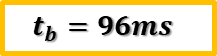 t_b = 96ms